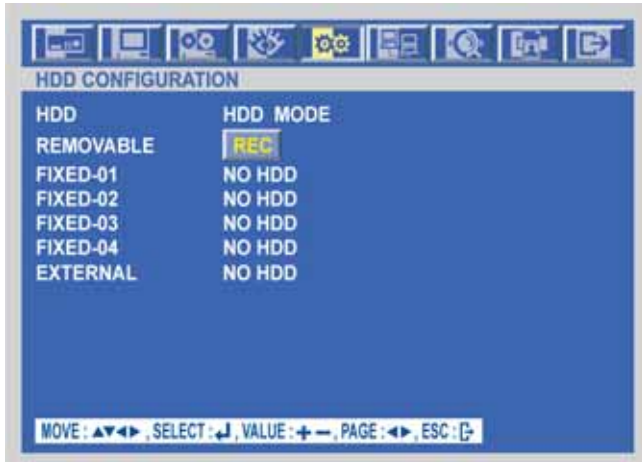 HDD CONFIGURATION
HDD HDD MODE
REMOVABLE REC
FIXED-01 NO HDD
FIXED-02 NO HDD
FIXED-03 NO HDD
FIXED-04 NO HDD
EXTERNAL NO HDD
MOVE : ▲▼◄► , SELECT : ↲ , VALUE : + − , PAGE : ◄► , ESC :